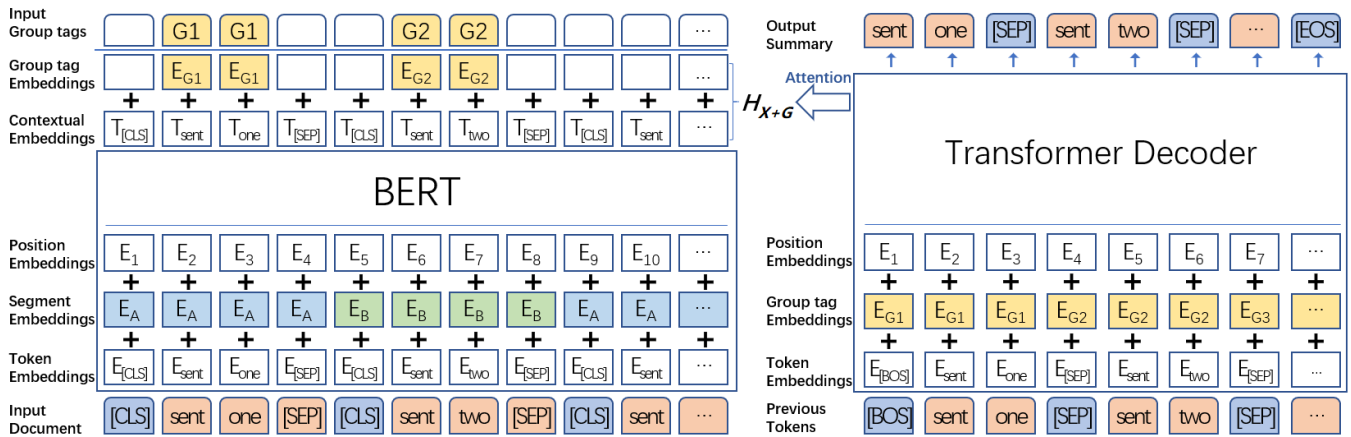 Input Group tags G1 G1 G2 G2 ...
Group tag Embeddings E_G1 E_G1 E_G2 E_G2 ...
+ + + + + + + + + + +
Contextual Embeddings T_[CLS] T_sent T_one T_[SEP] T_[CLS] T_sent T_two T_[SEP] T_[CLS] T_sent ...
H_X+G
BERT
Position Embeddings E_1 E_2 E_3 E_4 E_5 E_6 E_7 E_8 E_9 E_10 ...
+ + + + + + + + + + +
Segment Embeddings E_A E_A E_A E_A E_B E_B E_B E_B E_A E_A ...
+ + + + + + + + + + +
Token Embeddings E_[CLS] E_sent E_one E_[SEP] E_[CLS] E_sent E_two E_[SEP] E_[CLS] E_sent ...
Input Document [CLS] sent one [SEP] [CLS] sent two [SEP] [CLS] sent ...
Output Summary sent one [SEP] sent two [SEP] ... [EOS]
Attention
Transformer Decoder
Position Embeddings E_1 E_2 E_3 E_4 E_5 E_6 E_7 ...
+ + + + + + + +
Group tag Embeddings E_G1 E_G1 E_G1 E_G2 E_G2 E_G2 E_G3 ...
+ + + + + + + +
Token Embeddings E_[BOS] E_sent E_one E_[SEP] E_sent E_two E_[SEP] ...
Previous Tokens [BOS] sent one [SEP] sent two [SEP] ...